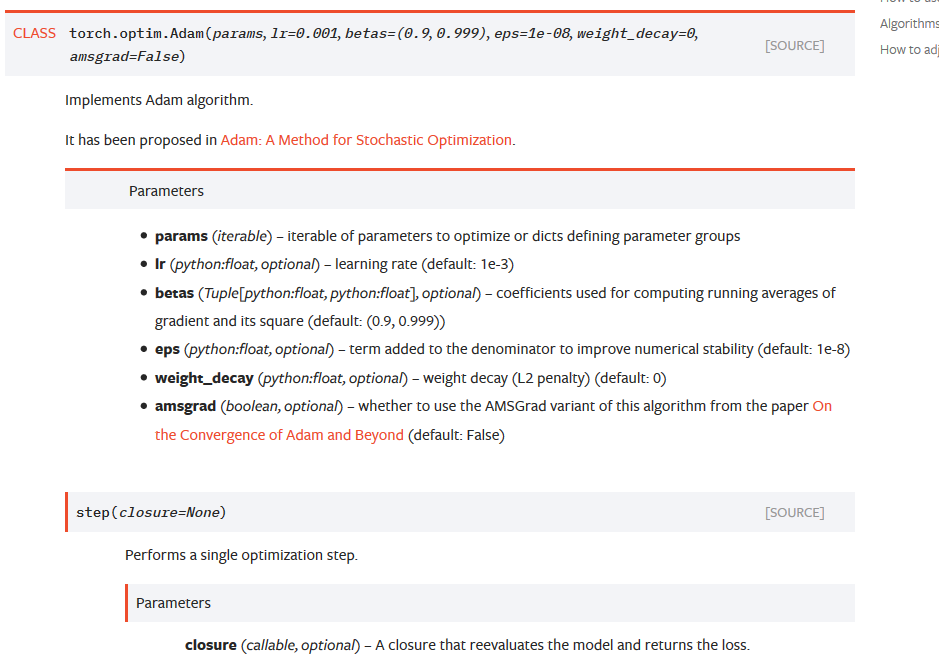 How to us
Algorithms
How to adj
CLASS torch.optim.Adam(params, lr=0.001, betas=(0.9, 0.999), eps=1e-08, weight_decay=0,
amsgrad=False)
[SOURCE]
Implements Adam algorithm.
It has been proposed in Adam: A Method for Stochastic Optimization.
Parameters
• params (iterable) – iterable of parameters to optimize or dicts defining parameter groups
• lr (python:float, optional) – learning rate (default: 1e-3)
• betas (Tuple[python:float, python:float], optional) – coefficients used for computing running averages of
gradient and its square (default: (0.9, 0.999))
• eps (python:float, optional) – term added to the denominator to improve numerical stability (default: 1e-8)
• weight_decay (python:float, optional) – weight decay (L2 penalty) (default: 0)
• amsgrad (boolean, optional) – whether to use the AMSGrad variant of this algorithm from the paper On
the Convergence of Adam and Beyond (default: False)
step(closure=None)
[SOURCE]
Performs a single optimization step.
Parameters
closure (callable, optional) – A closure that reevaluates the model and returns the loss.